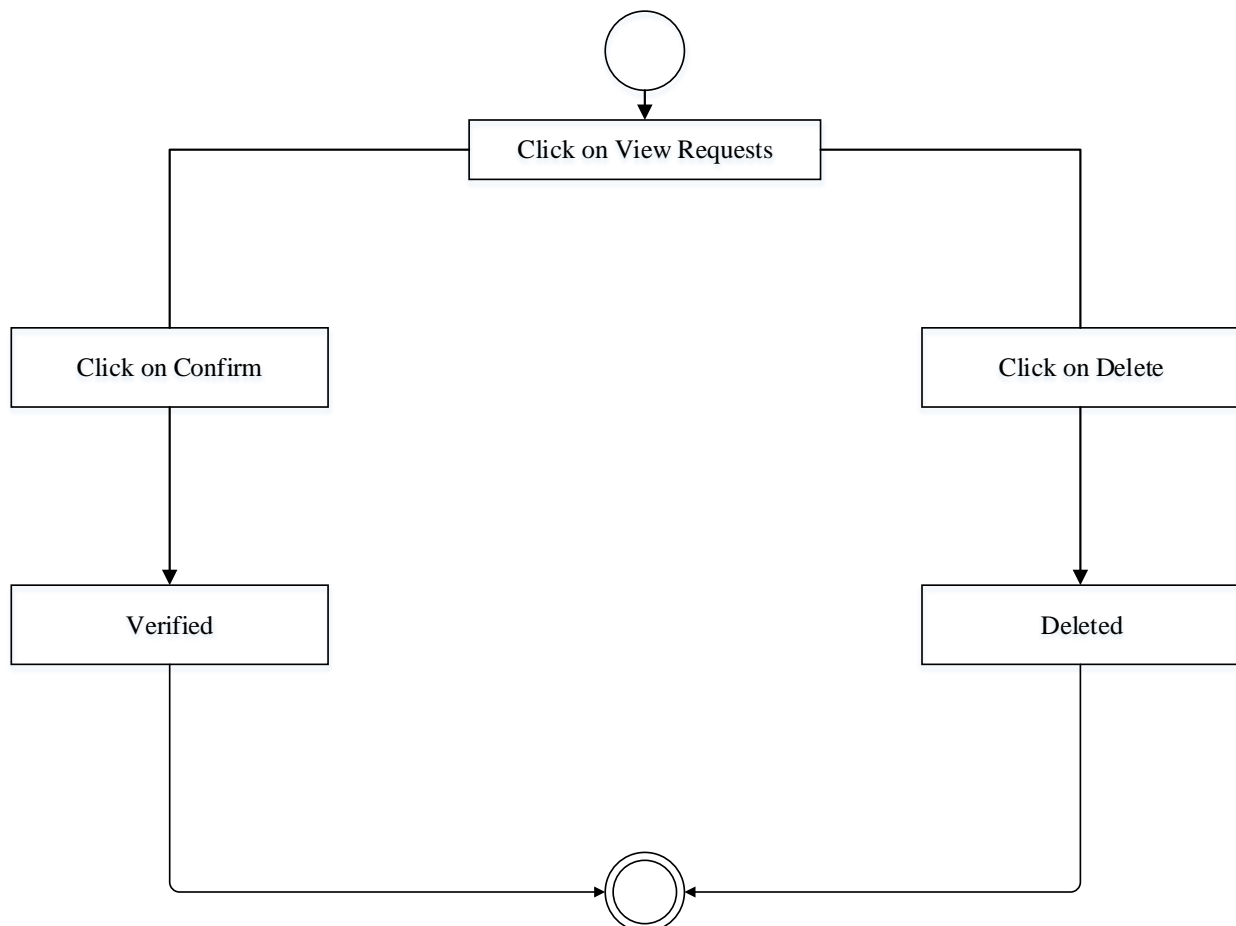 Click on View Requests
Click on Confirm
Click on Delete
Verified
Deleted